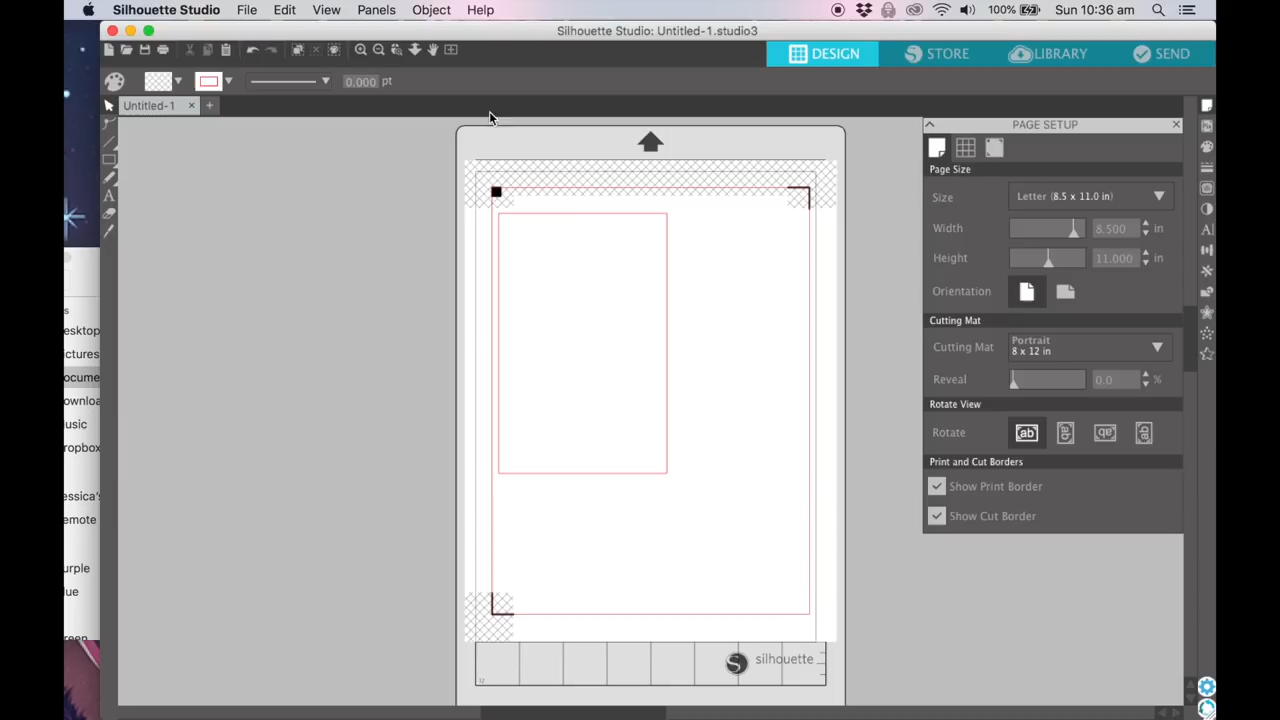 Silhouette Studio File Edit View Panels Object Help 100% Sun 10:36 am
Silhouette Studio: Untitled-1.studio3
DESIGN STORE LIBRARY SEND
0.000 pt
Untitled-1 × +
PAGE SETUP
Page Size
Size Letter (8.5 x 11.0 in)
Width 8.500 in
Height 11.000 in
Orientation
Cutting Mat
Cutting Mat Portrait
8 x 12 in
Reveal 0.0 %
Rotate View
Rotate ab ab ab ab
Print and Cut Borders
Show Print Border
Show Cut Border
s
esktop
ictures
ocume
ownloa
usic
ropbox
essica's
emote
urple
lue
reen
S silhouette
12